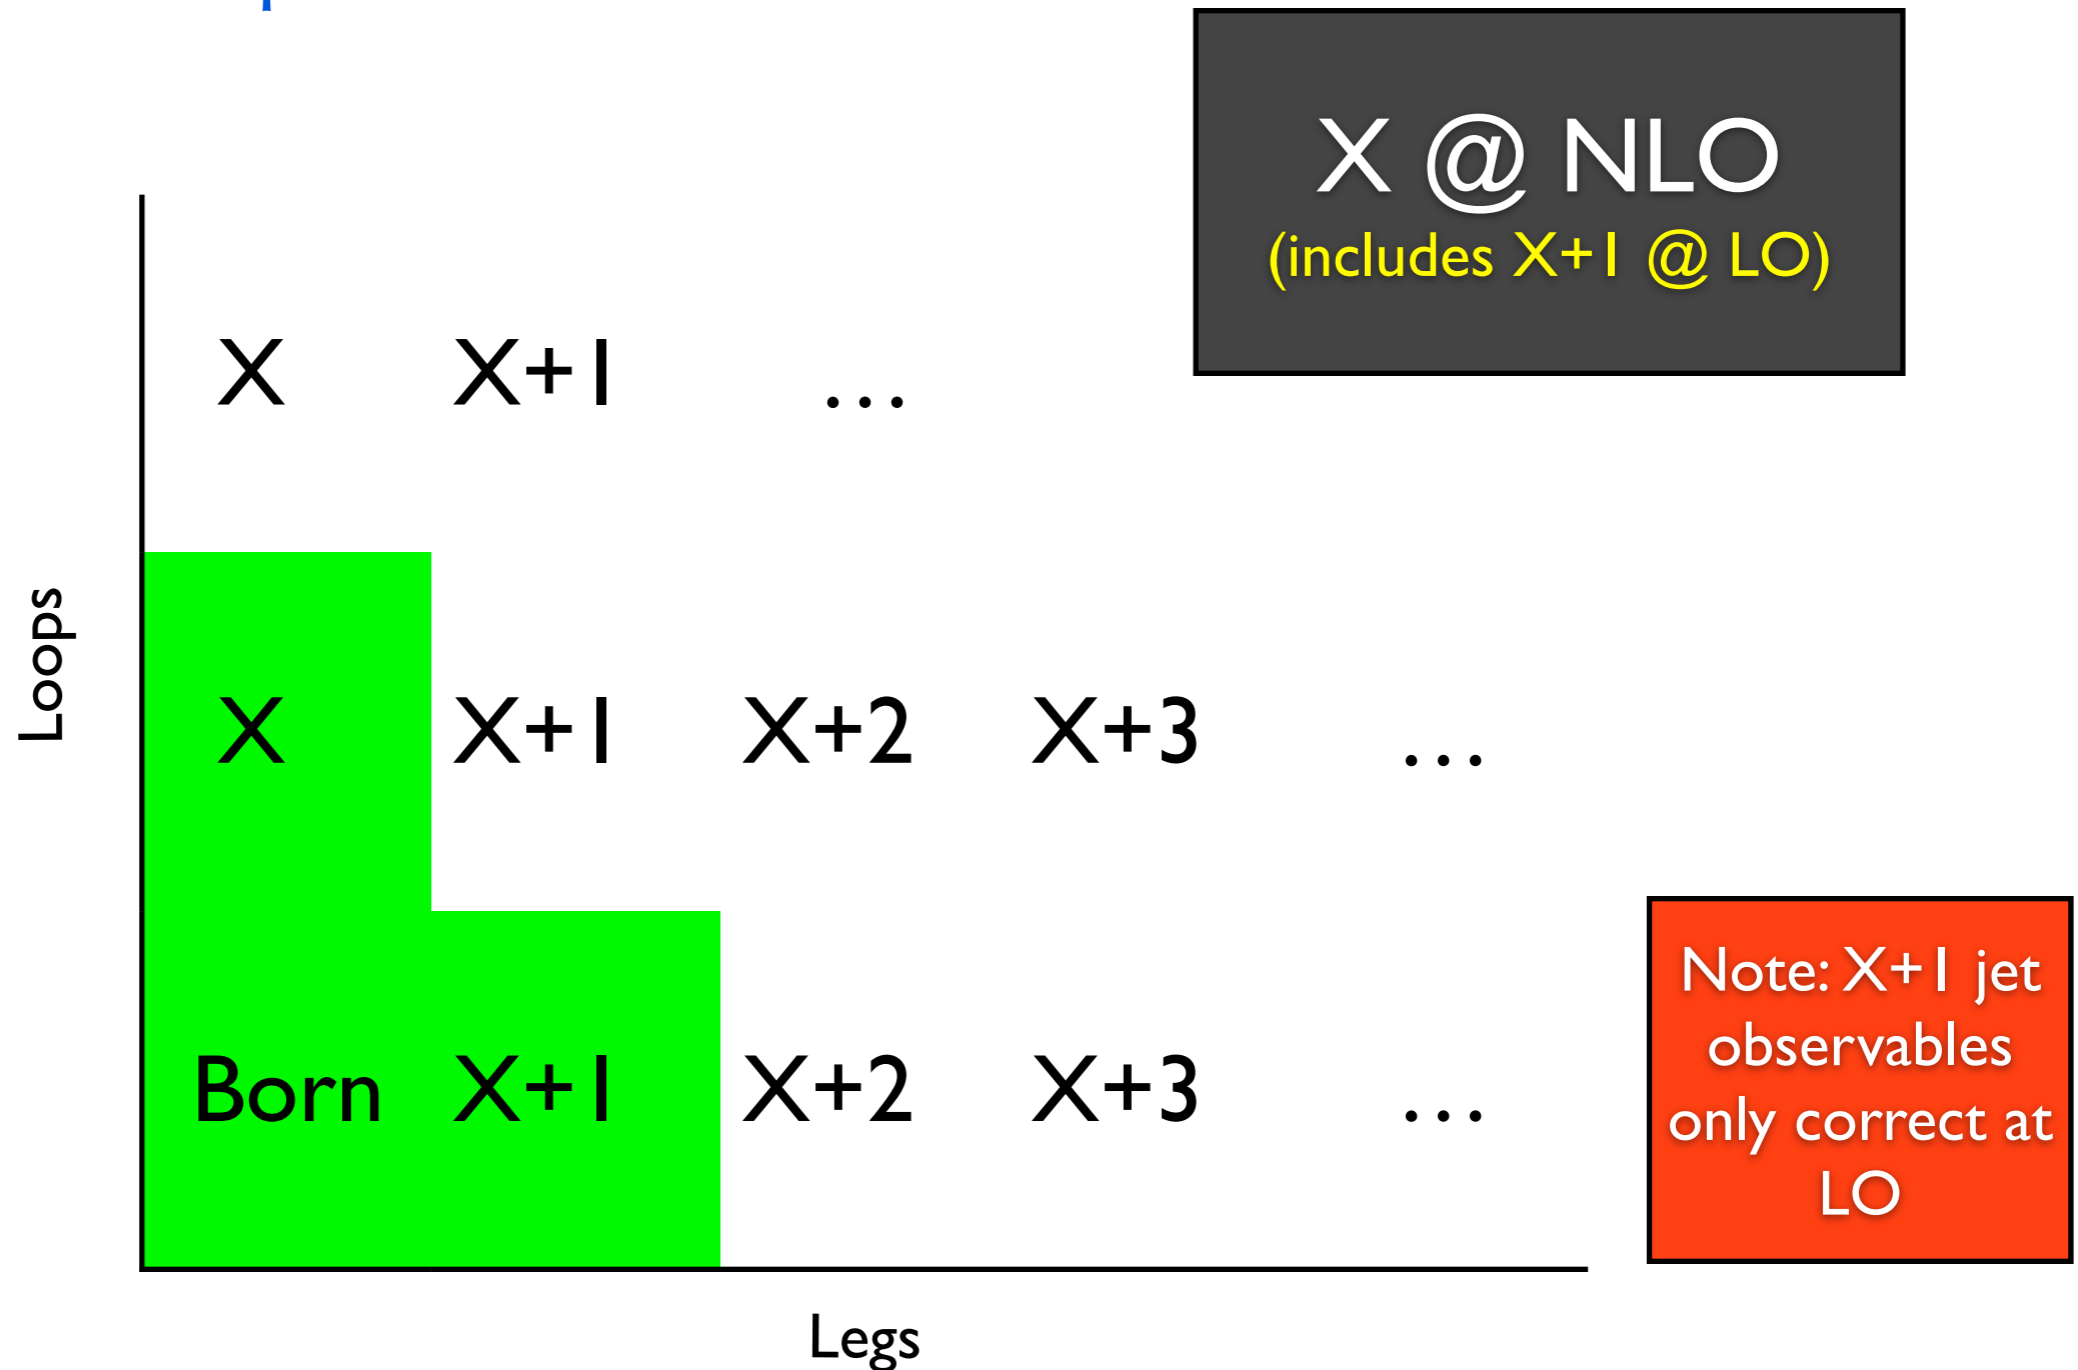 X @ NLO
(includes X+1 @ LO)
X X+1 ...
Loops
X X+1 X+2 X+3 ...
Born X+1 X+2 X+3 ...
Note: X+1 jet
observables
only correct at
LO
Legs